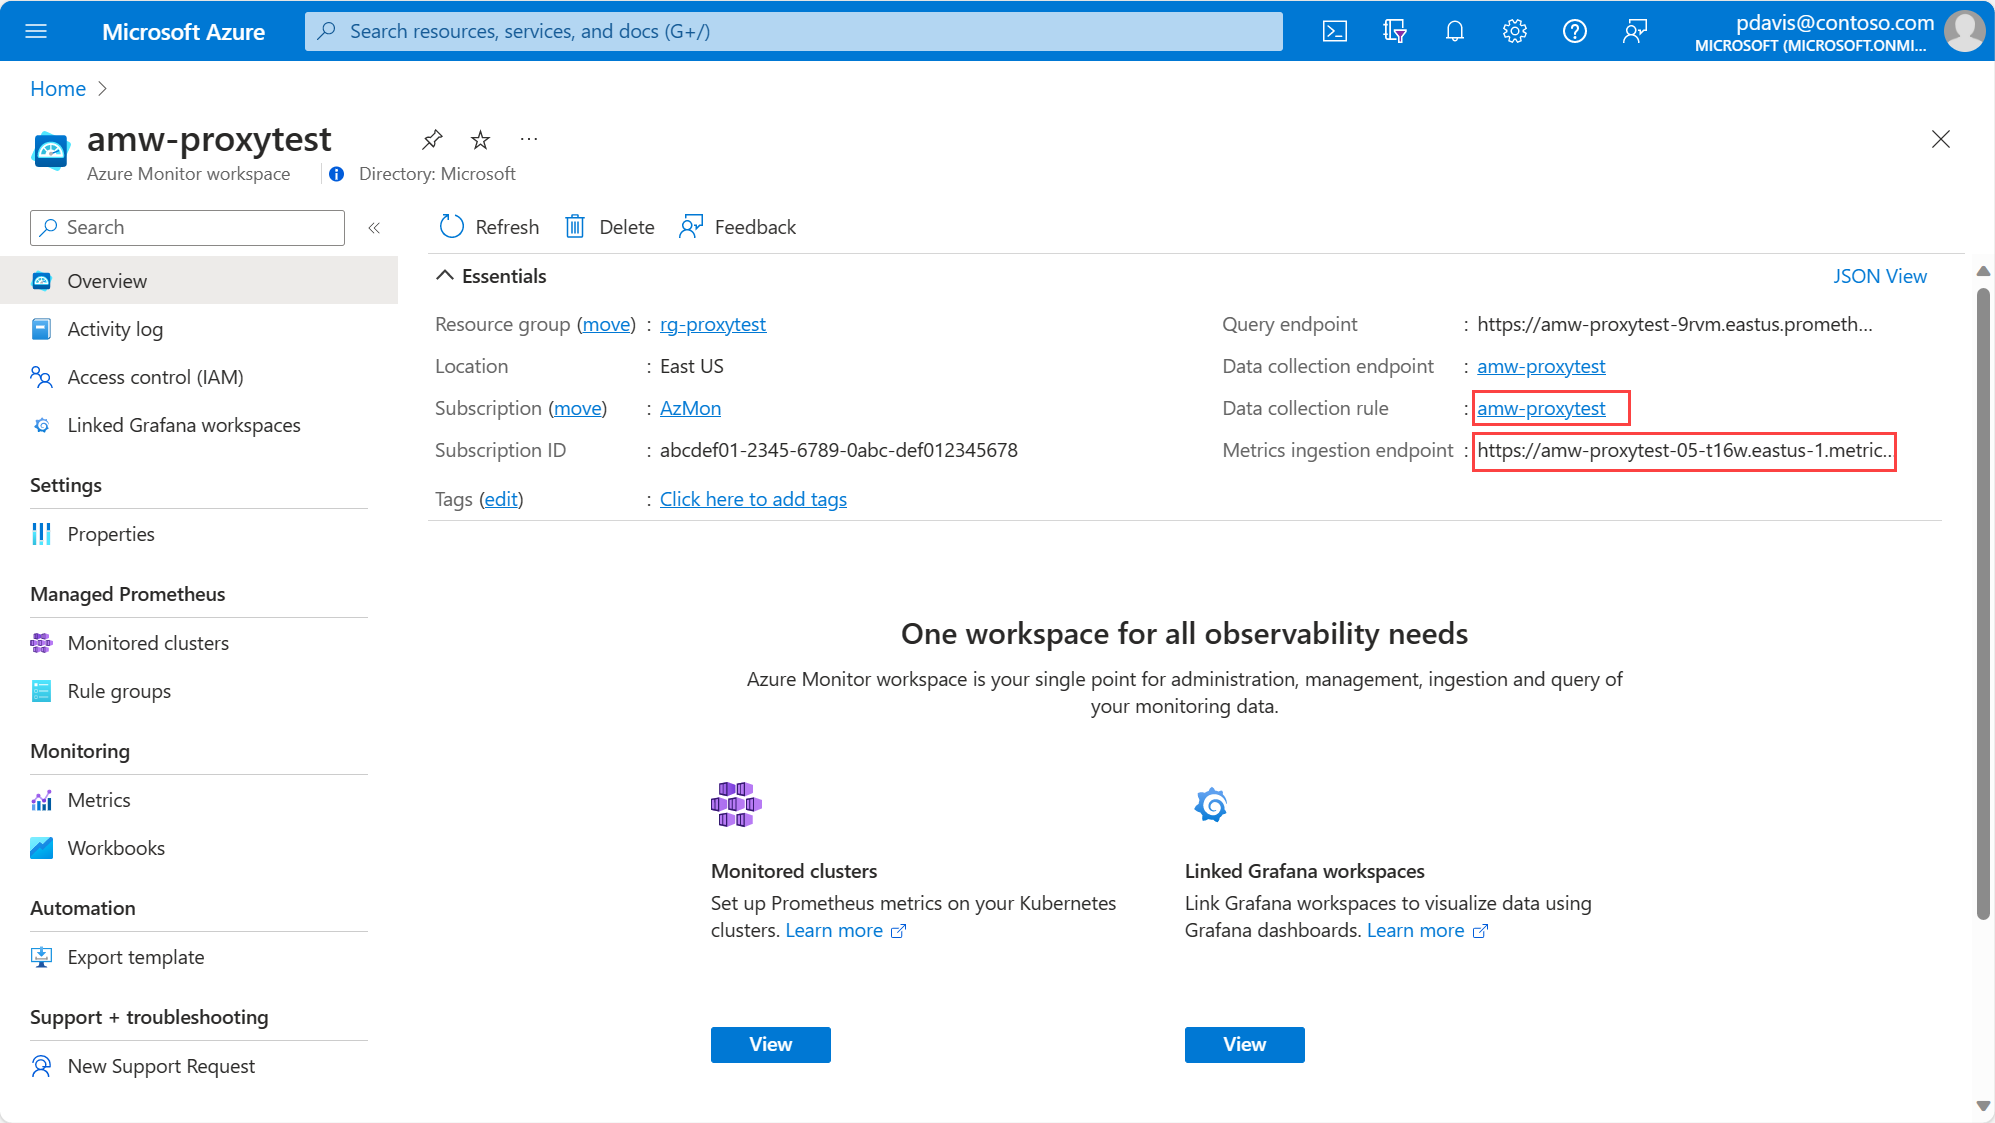 Microsoft Azure
Search resources, services, and docs (G+/)
pdavis@contoso.com
MICROSOFT (MICROSOFT.ONMI...
Home
amw-proxytest
...
Azure Monitor workspace
Directory: Microsoft
Search
Refresh
Delete
Feedback
Overview
Activity log
Access control (IAM)
Linked Grafana workspaces
Settings
Properties
Managed Prometheus
Monitored clusters
Rule groups
Monitoring
Metrics
Workbooks
Automation
Export template
Support + troubleshooting
New Support Request
Essentials
JSON View
Resource group (move) : rg-proxytest
Location : East US
Subscription (move) : AzMon
Subscription ID : abcdef01-2345-6789-0abc-def012345678
Tags (edit) : Click here to add tags
Query endpoint : https://amw-proxytest-9rvm.eastus.prometh...
Data collection endpoint : amw-proxytest
Data collection rule : amw-proxytest
Metrics ingestion endpoint : https://amw-proxytest-05-t16w.eastus-1.metric..
One workspace for all observability needs
Azure Monitor workspace is your single point for administration, management, ingestion and query of
your monitoring data.
Monitored clusters
Set up Prometheus metrics on your Kubernetes
clusters. Learn more
View
Linked Grafana workspaces
Link Grafana workspaces to visualize data using
Grafana dashboards. Learn more
View